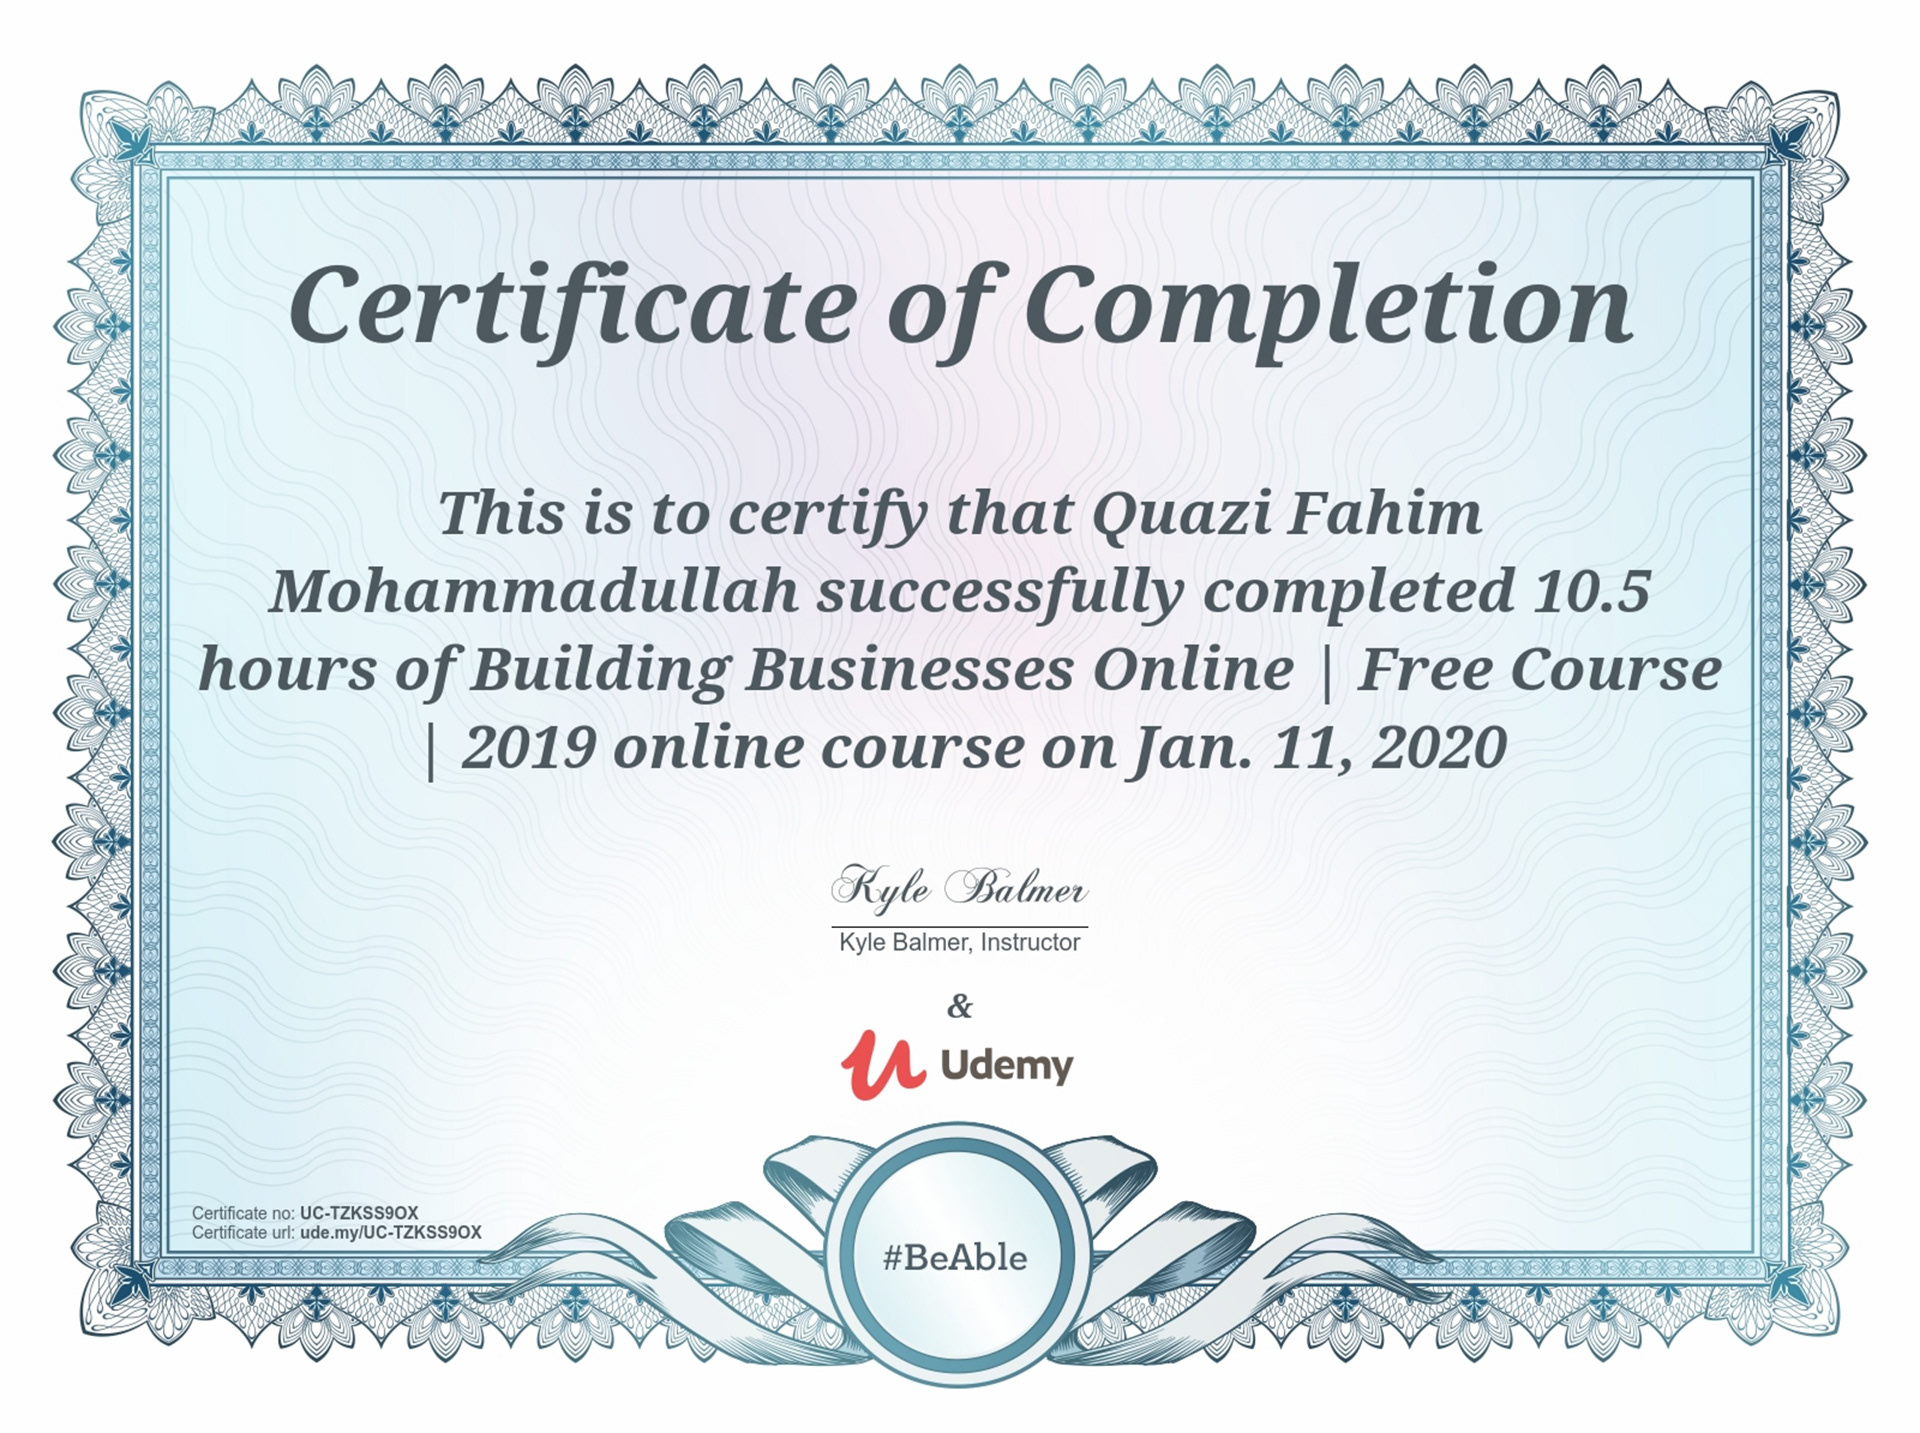 Certificate of Completion
This is to certify that Quazi Fahim
Mohammadullah successfully completed 10.5
hours of Building Businesses Online | Free Course
| 2019 online course on Jan. 11, 2020
Kyle Balmer
Kyle Balmer, Instructor
&
Udemy
Certificate no: UC-TZKSS9OX
Certificate url: ude.my/UC-TZKSS9OX
#BeAble